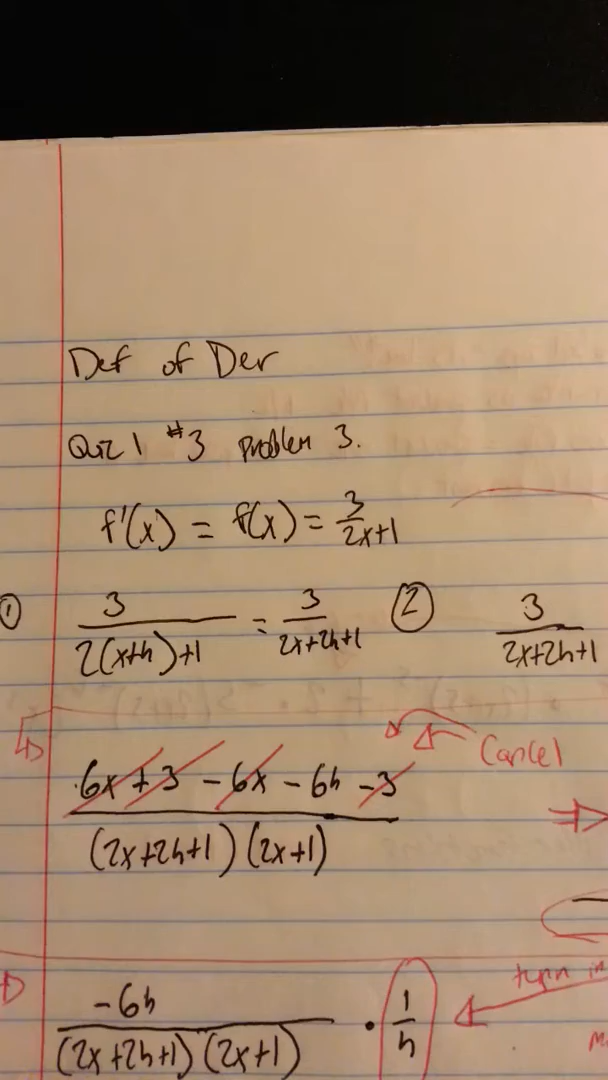 Def of Der
Quiz 1 #3 problem 3.
f'(x) = f(x) = 3/2x+1
① 3/2(x+h)+1 = 3/2x+2h+1 ② 3/2x+2h+1
Cancel
6x + 3 - 6x - 6h - 3/(2x+2h+1)(2x+1)
turn in
-6h/(2x+2h+1)(2x+1) · 1/h